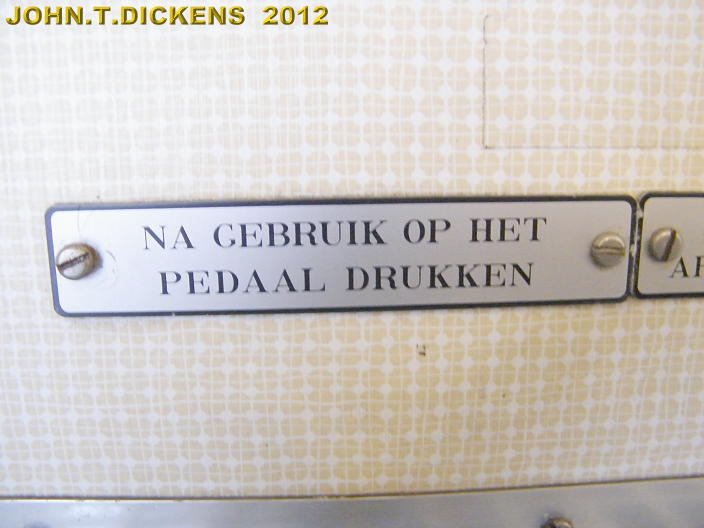 JOHN.T.DICKENS 2012
NA GEBRUIK OP HET
PEDAAL DRUKKEN